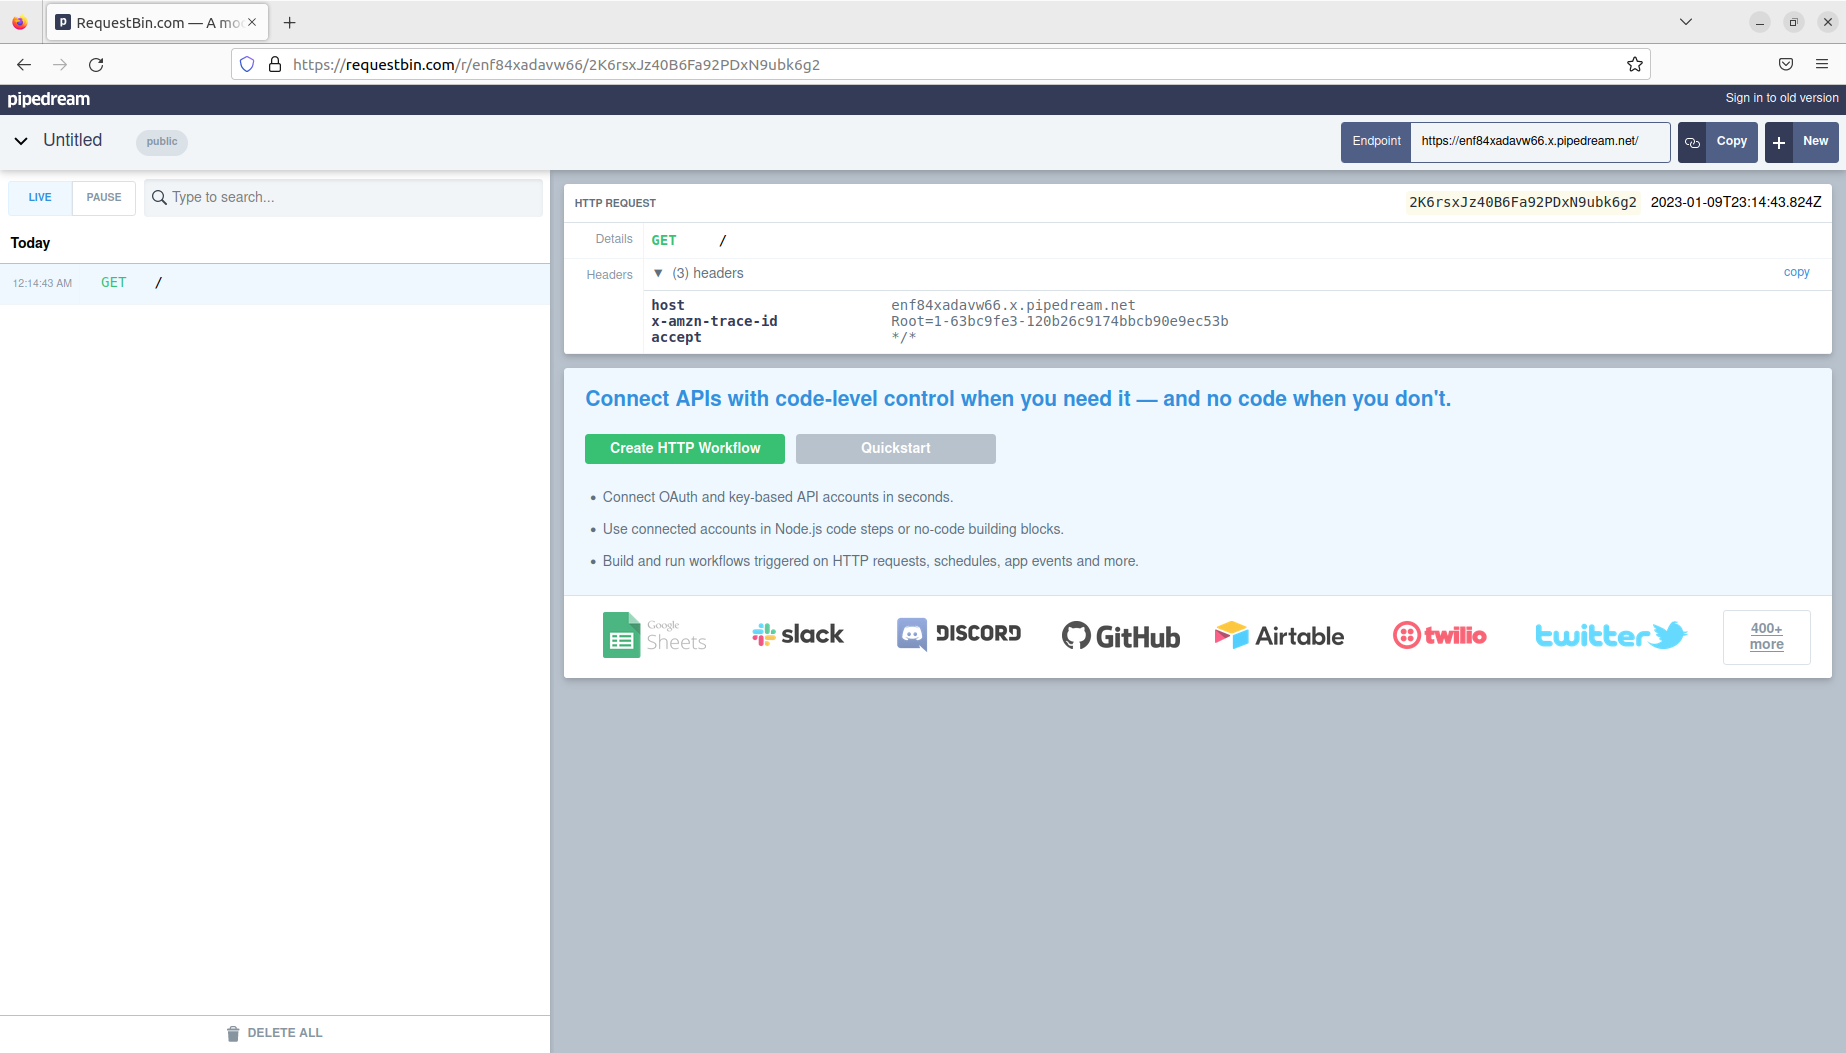 RequestBin.com — A mo
https://requestbin.com/r/enf84xadavw66/2K6rsxJz40B6Fa92PDxN9ubk6g2
pipedream
Sign in to old version
Untitled
public
Endpoint
https://enf84xadavw66.x.pipedream.net/
Copy
New
LIVE
PAUSE
Type to search...
Today
12:14:43 AM GET /
DELETE ALL
HTTP REQUEST
2K6rsxJz40B6Fa92PDxN9ubk6g2
2023-01-09T23:14:43.824Z
Details GET /
Headers ▼ (3) headers
copy
host enf84xadavw66.x.pipedream.net
x-amzn-trace-id Root=1-63bc9fe3-120b26c9174bbcb90e9ec53b
accept */*
Connect APIs with code-level control when you need it — and no code when you don't.
Create HTTP Workflow
Quickstart
• Connect OAuth and key-based API accounts in seconds.
• Use connected accounts in Node.js code steps or no-code building blocks.
• Build and run workflows triggered on HTTP requests, schedules, app events and more.
Google
Sheets
slack
DISCORD
GitHub
Airtable
twilio
twitter
400+
more